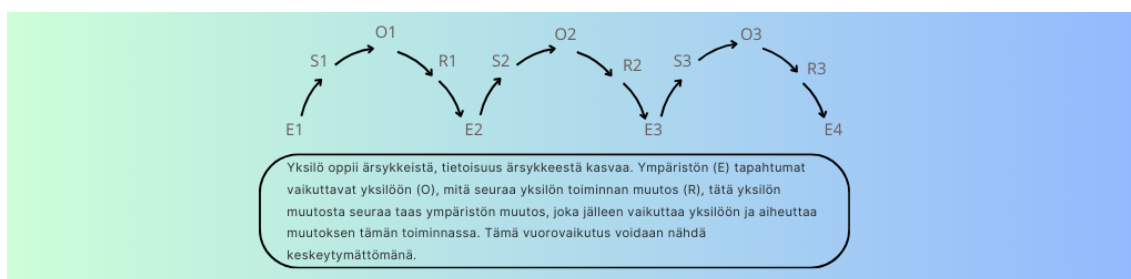 O1 O2 O3
S1 R1 S2 R2 S3 R3
E1 E2 E3 E4
Yksilö oppii ärsykkeistä, tietoisuus ärsykkeestä kasvaa. Ympäristön (E) tapahtumat
vaikuttavat yksilöön (O), mitä seuraa yksilön toiminnan muutos (R), tätä yksilön
muutosta seuraa taas ympäristön muutos, joka jälleen vaikuttaa yksilöön ja aiheuttaa
muutoksen tämän toiminnassa. Tämä vuorovaikutus voidaan nähdä
keskeytymättömänä.